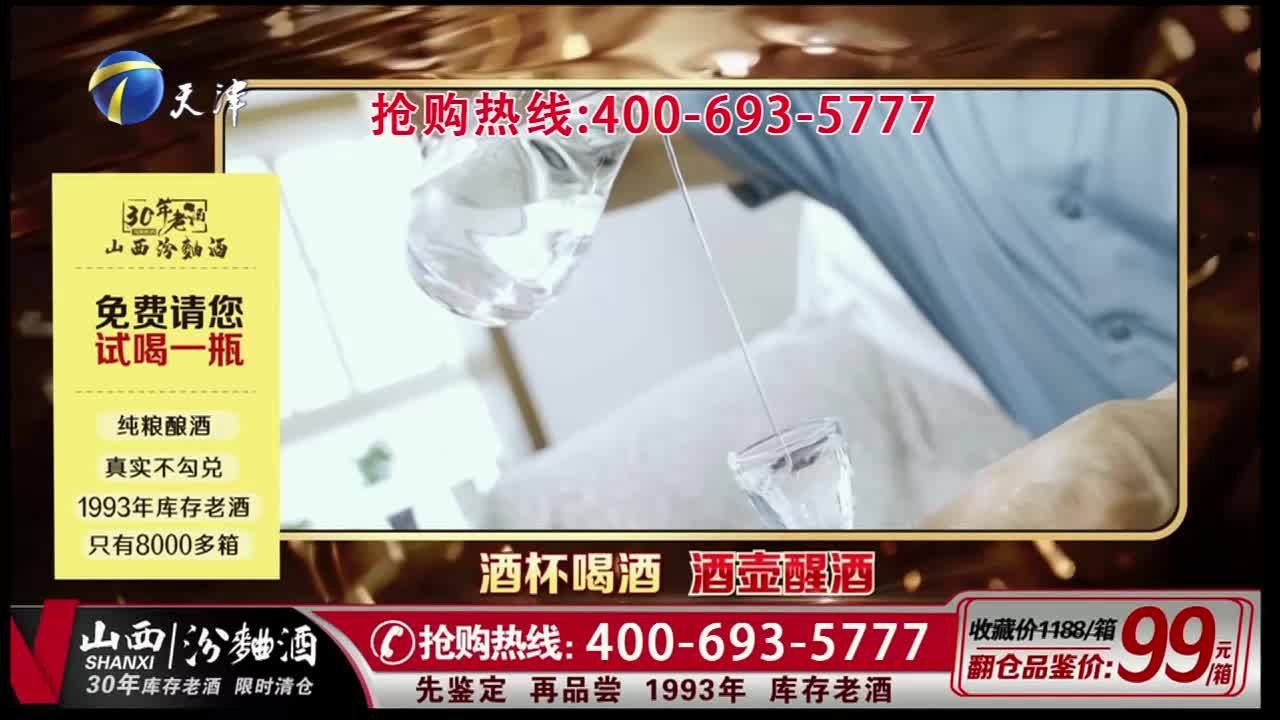 天津
抢购热线:400-693-5777
30年老酒
山西汾麯酒
免费请您
试喝一瓶
纯粮酿酒
真实不勾兑
1993年库存老酒
只有8000多箱
酒杯喝酒 酒壶醒酒
山西|汾麯酒
SHANXI
30年库存老酒 限时清仓
抢购热线: 400-693-5777
先鉴定 再品尝 1993年 库存老酒
收藏价1188/箱
翻仓品鉴价:99元/箱